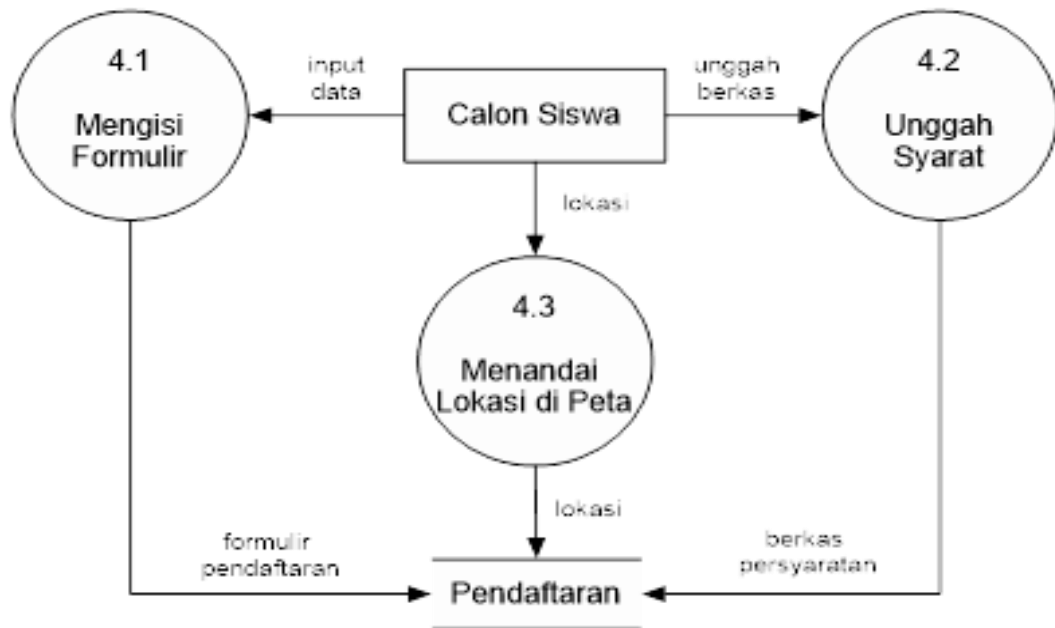 4.1
Mengisi
Formulir
input
data
Calon Siswa
unggah
berkas
4.2
Unggah
Syarat
lokasi
4.3
Menandai
Lokasi di Peta
lokasi
formulir
pendaftaran
berkas
persyaratan
Pendaftaran